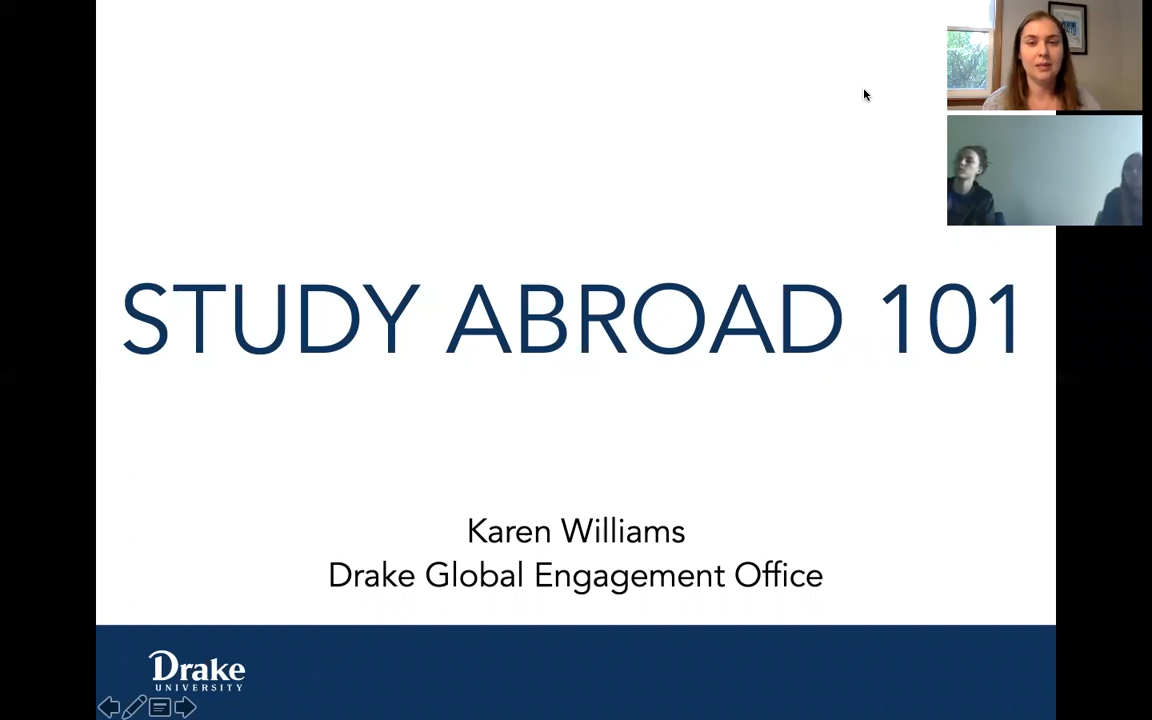 STUDY ABROAD 101
Karen Williams
Drake Global Engagement Office
Drake
UNIVERSITY